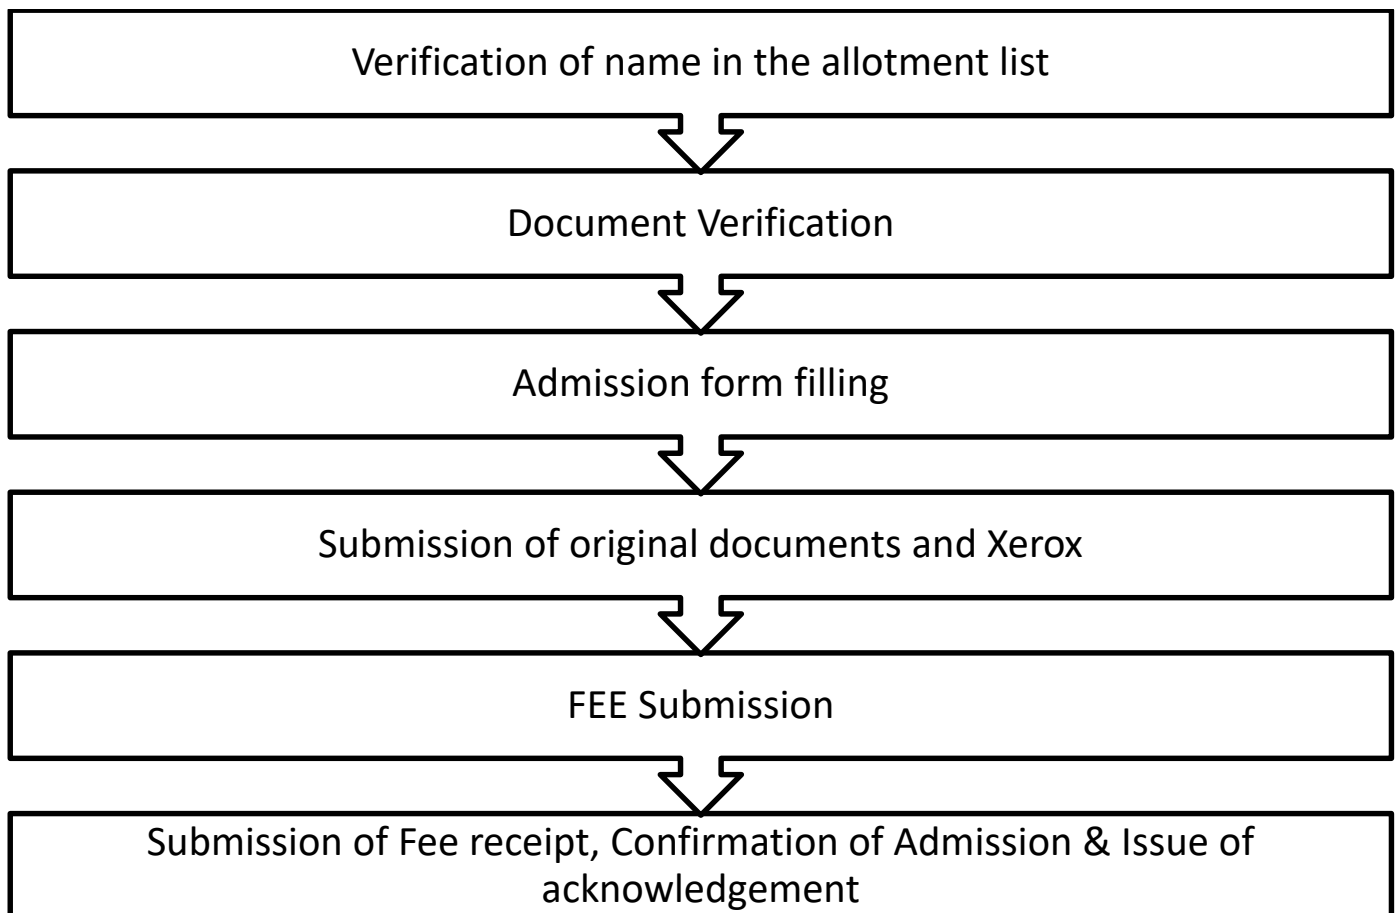 Verification of name in the allotment list
Document Verification
Admission form filling
Submission of original documents and Xerox
FEE Submission
Submission of Fee receipt, Confirmation of Admission & Issue of
acknowledgement